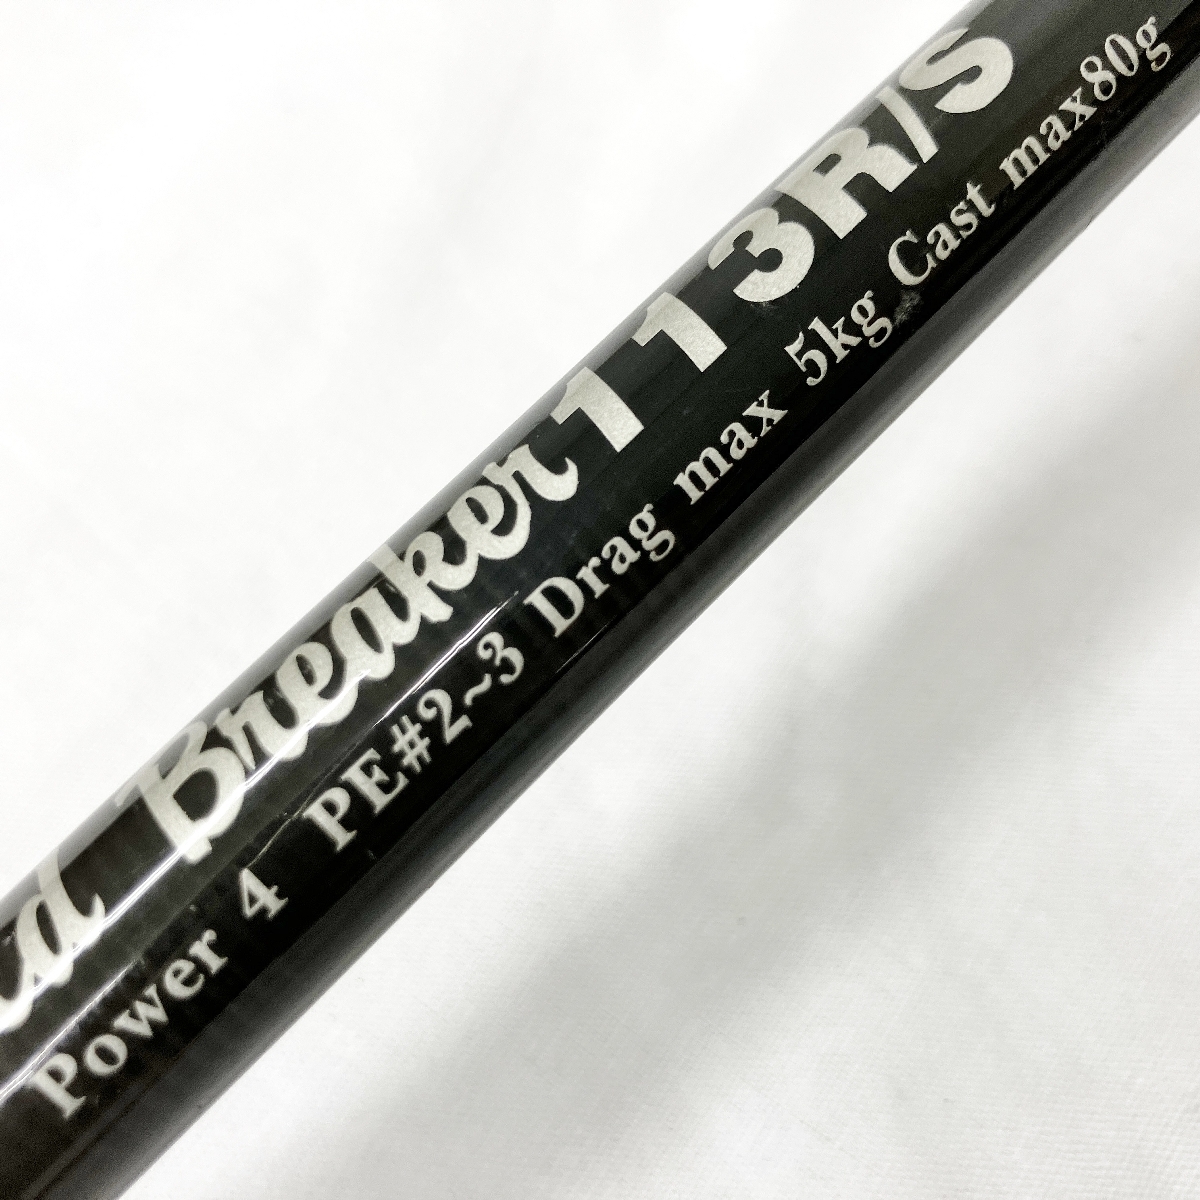 Breaker 113R/S
Power 4 PE#2~3 Drag max 5kg Cast max80g